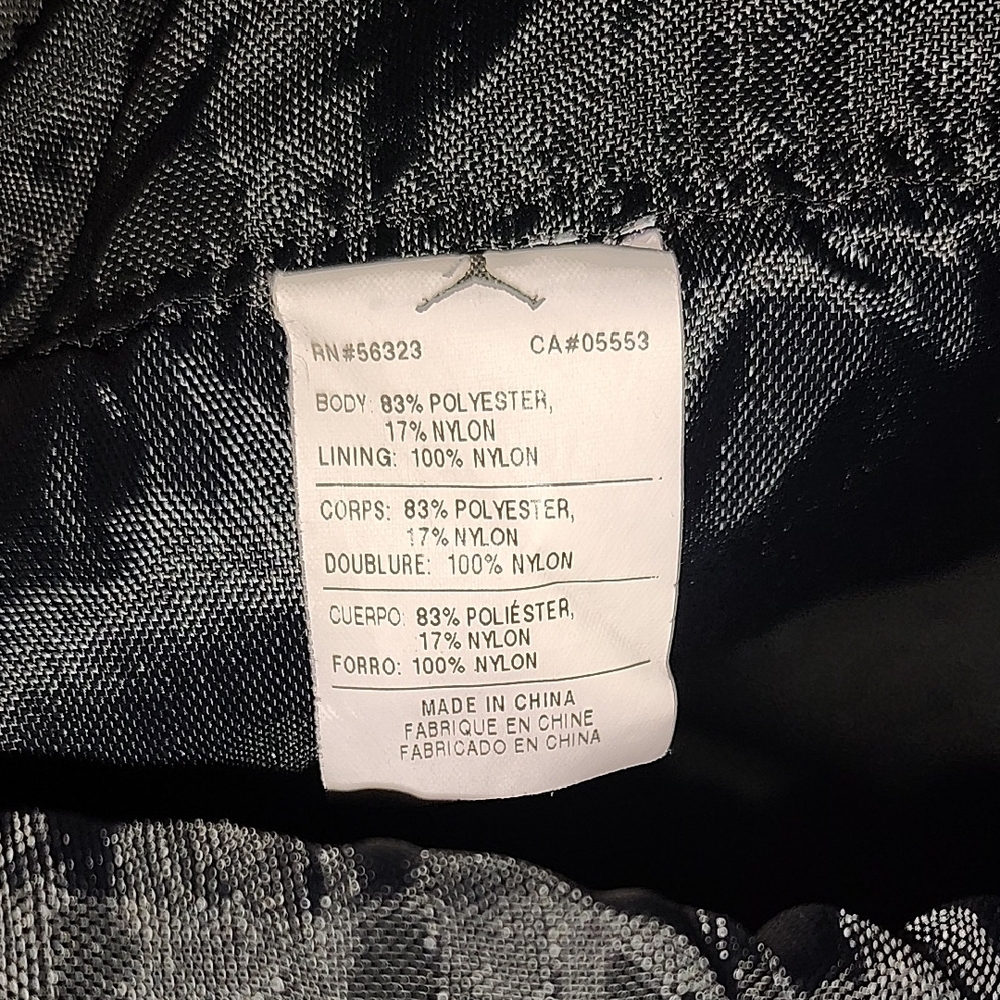 RN#56323 CA#05553
BODY: 83% POLYESTER,
17% NYLON
LINING: 100% NYLON
CORPS: 83% POLYESTER,
17% NYLON
DOUBLURE: 100% NYLON
CUERPO: 83% POLIÉSTER,
17% NYLON
FORRO: 100% NYLON
MADE IN CHINA
FABRIQUE EN CHINE
FABRICADO EN CHINA